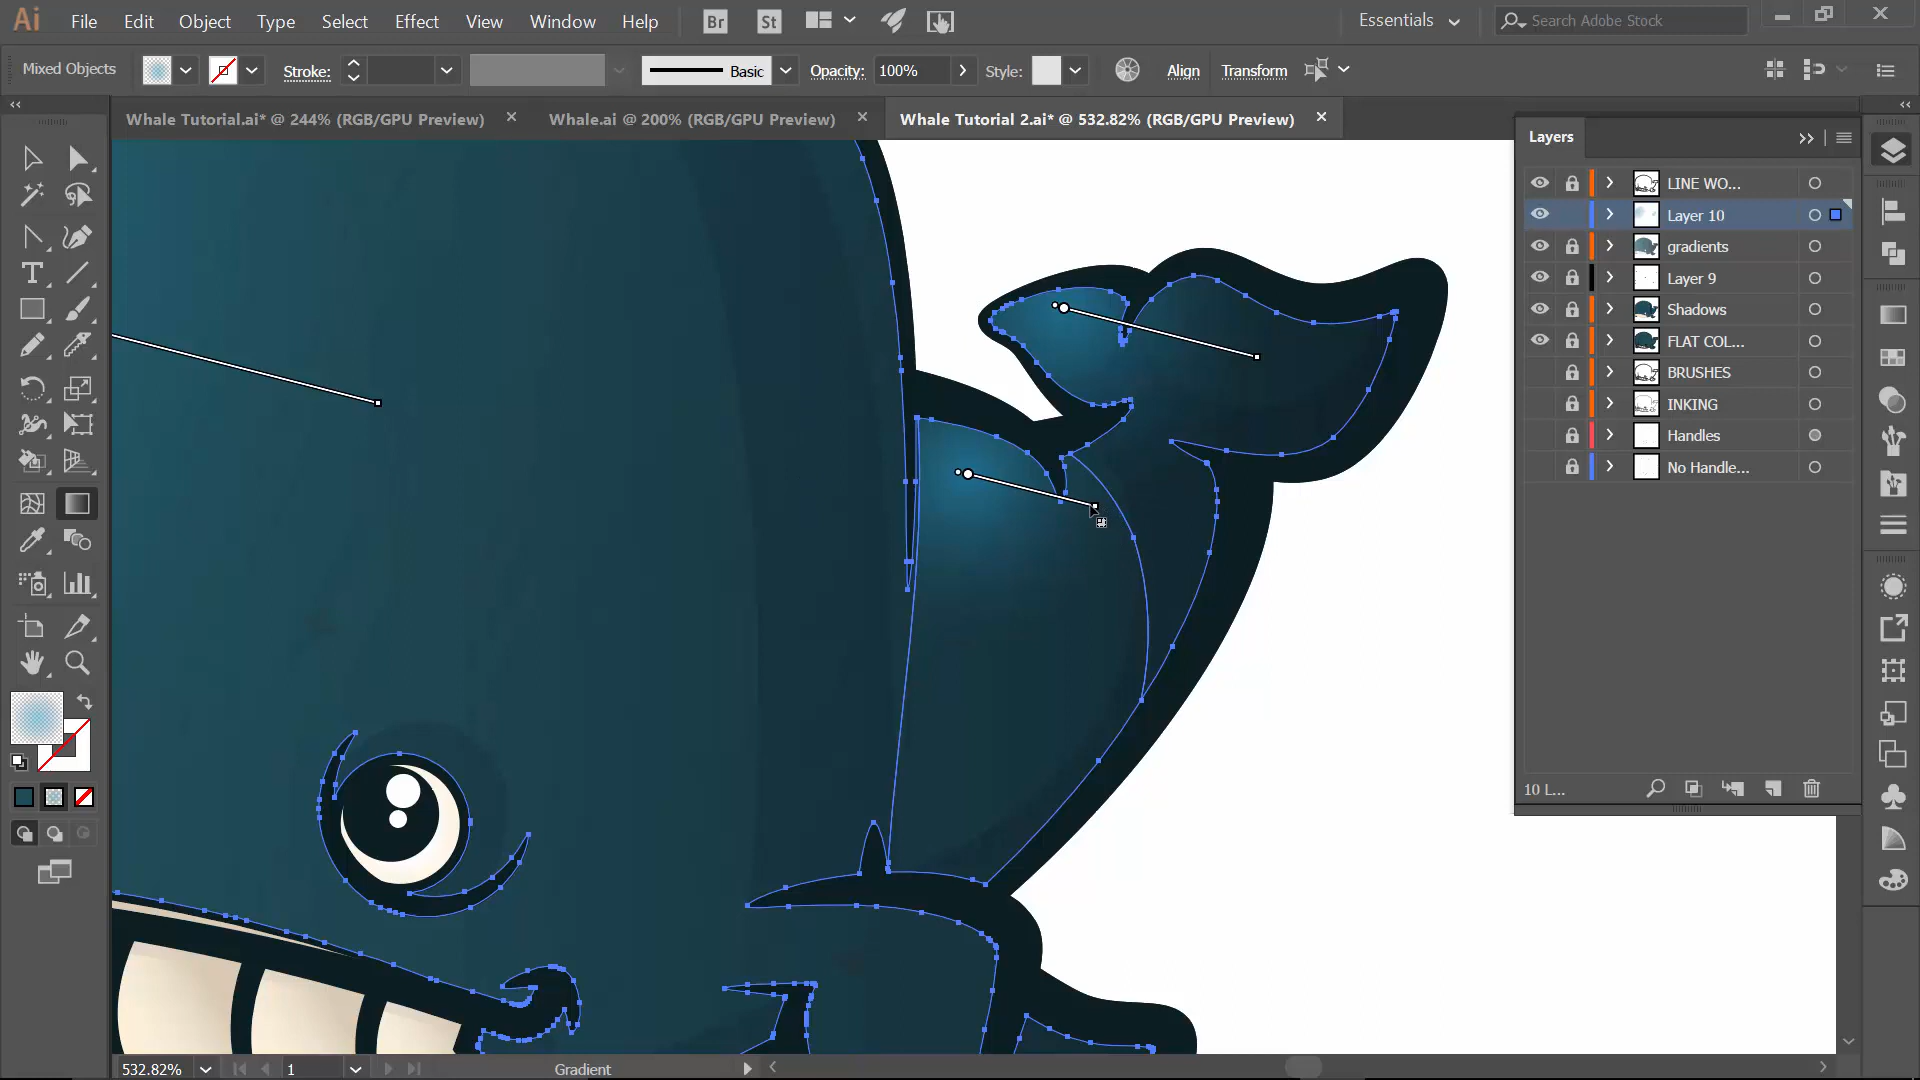 Ai File Edit Object Type Select Effect View Window Help Br St Essentials Search Adobe Stock
Mixed Objects Stroke: Basic Opacity: 100% Style: Align Transform
Whale Tutorial.ai* @ 244% (RGB/GPU Preview) Whale.ai @ 200% (RGB/GPU Preview) Whale Tutorial 2.ai* @ 532.82% (RGB/GPU Preview)
Layers
LINE WO...
Layer 10
gradients
Layer 9
Shadows
FLAT COL...
BRUSHES
INKING
Handles
No Handle...
10 L...
532.82% 1 Gradient